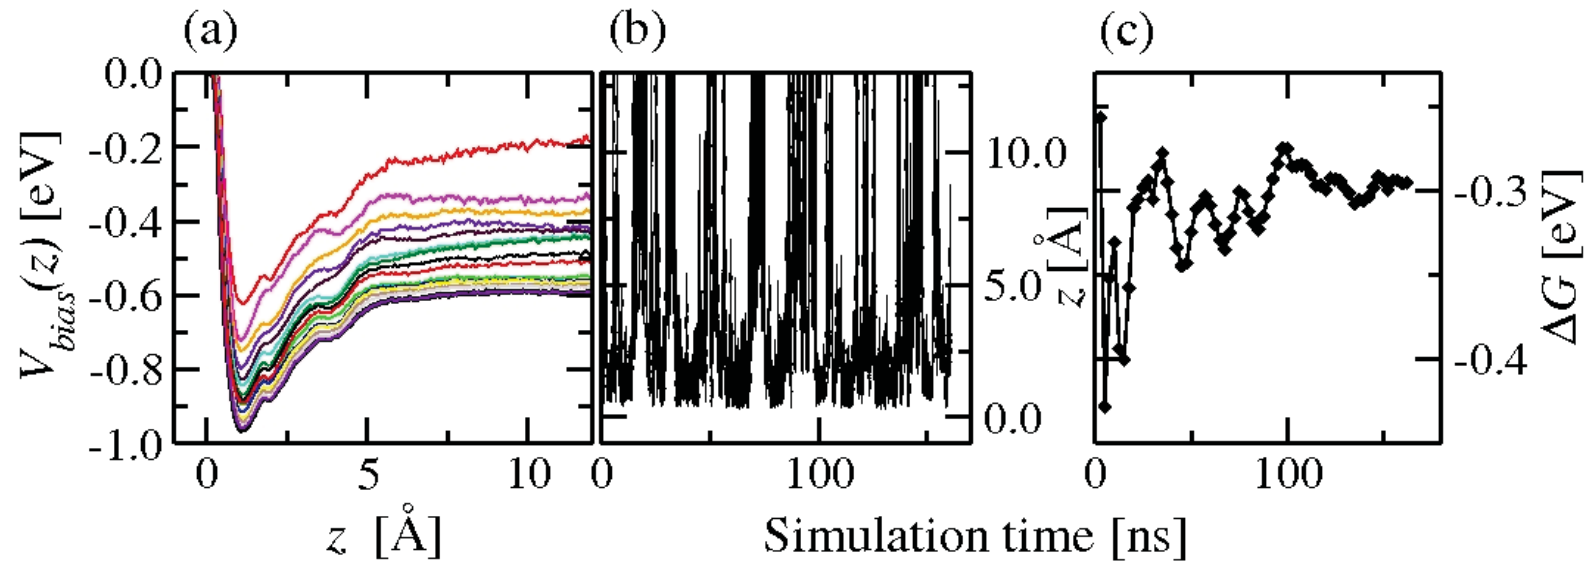 (a)
(b)
(c)
0.0
-0.2
-0.4
-0.6
-0.8
-1.0
V_bias(z) [eV]
0 5 10
z [Å]
0 100
10.0
5.0
0.0
z [Å]
Simulation time [ns]
0 100
-0.3
-0.4
ΔG [eV]